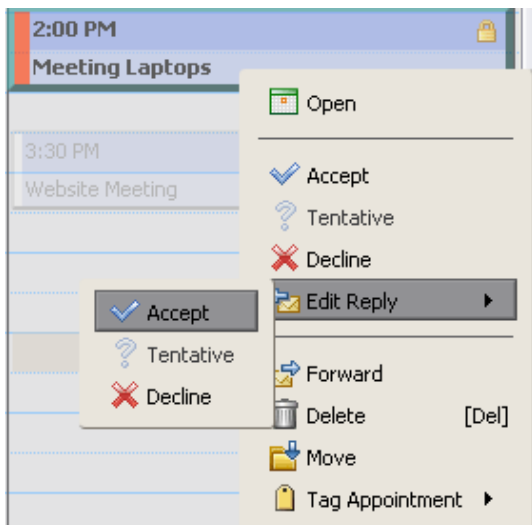 2:00 PM
Meeting Laptops
3:30 PM
Website Meeting
Open
Accept
Tentative
Decline
Edit Reply
Accept
Tentative
Decline
Forward
Delete [Del]
Move
Tag Appointment